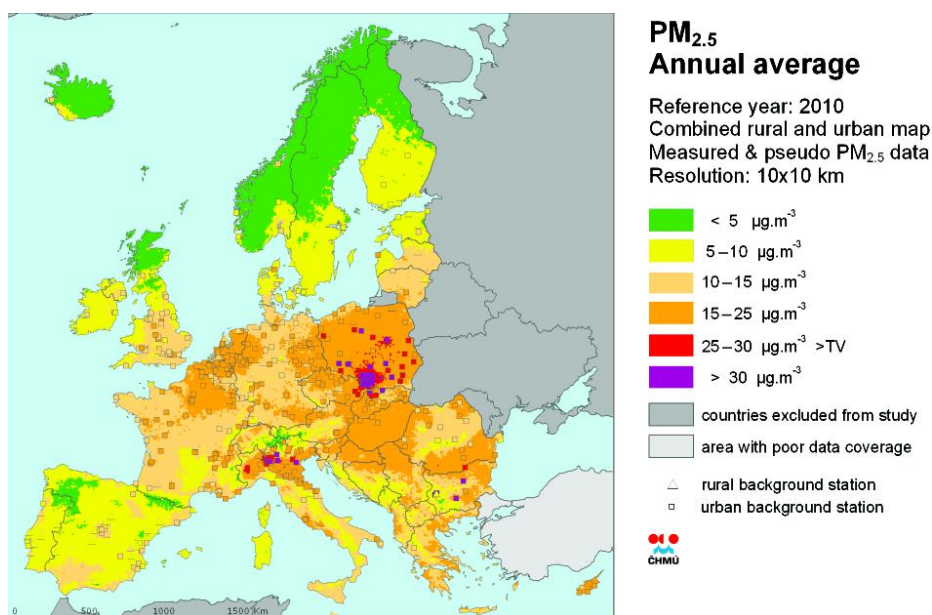 PM2.5
Annual average
Reference year: 2010
Combined rural and urban map
Measured & pseudo PM2.5 data
Resolution: 10x10 km
< 5 µg.m-3
5–10 µg.m-3
10–15 µg.m-3
15–25 µg.m-3
25–30 µg.m-3 >TV
> 30 µg.m-3
countries excluded from study
area with poor data coverage
rural background station
urban background station
ČHMÚ
0 500 1000 1500 Km